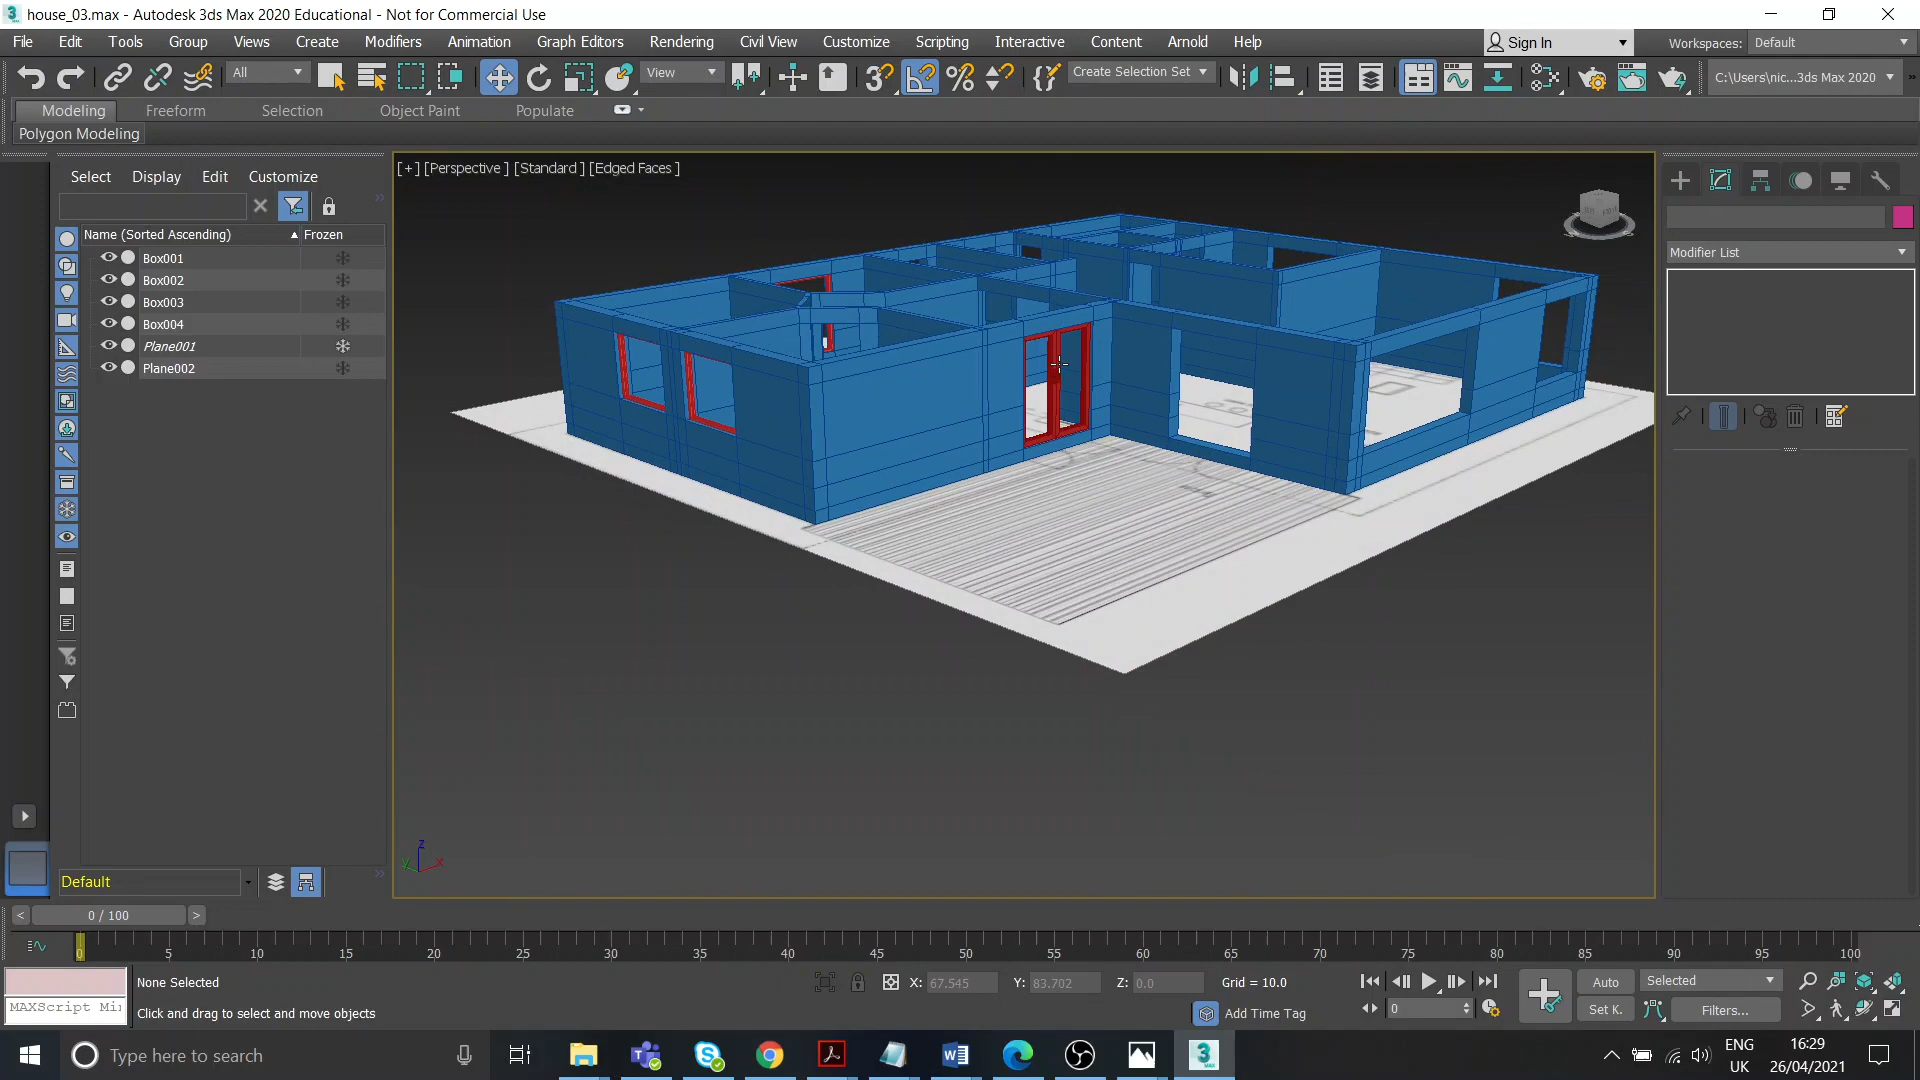 house_03.max - Autodesk 3ds Max 2020 Educational - Not for Commercial Use
File Edit Tools Group Views Create Modifiers Animation Graph Editors Rendering Civil View Customize Scripting Interactive Content Arnold Help Sign In Workspaces: Default
All View Create Selection Set C:\Users\nic...3ds Max 2020
Modeling Freeform Selection Object Paint Populate
Polygon Modeling
Select Display Edit Customize
[+] [Perspective ] [Standard ] [Edged Faces ]
Name (Sorted Ascending) Frozen
Modifier List
Box001
Box002
Box003
Box004
Plane001
Plane002
z
x
y
Default
0 / 100
0 5 10 15 20 25 30 35 40 45 50 55 60 65 70 75 80 85 90 95 100
None Selected X: 67.545 Y: 83.702 Z: 0.0 Grid = 10.0 Auto Selected
MAXScript Mi
Click and drag to select and move objects Add Time Tag 0 Set K. Filters...
Type here to search
ENG
UK
16:29
26/04/2021